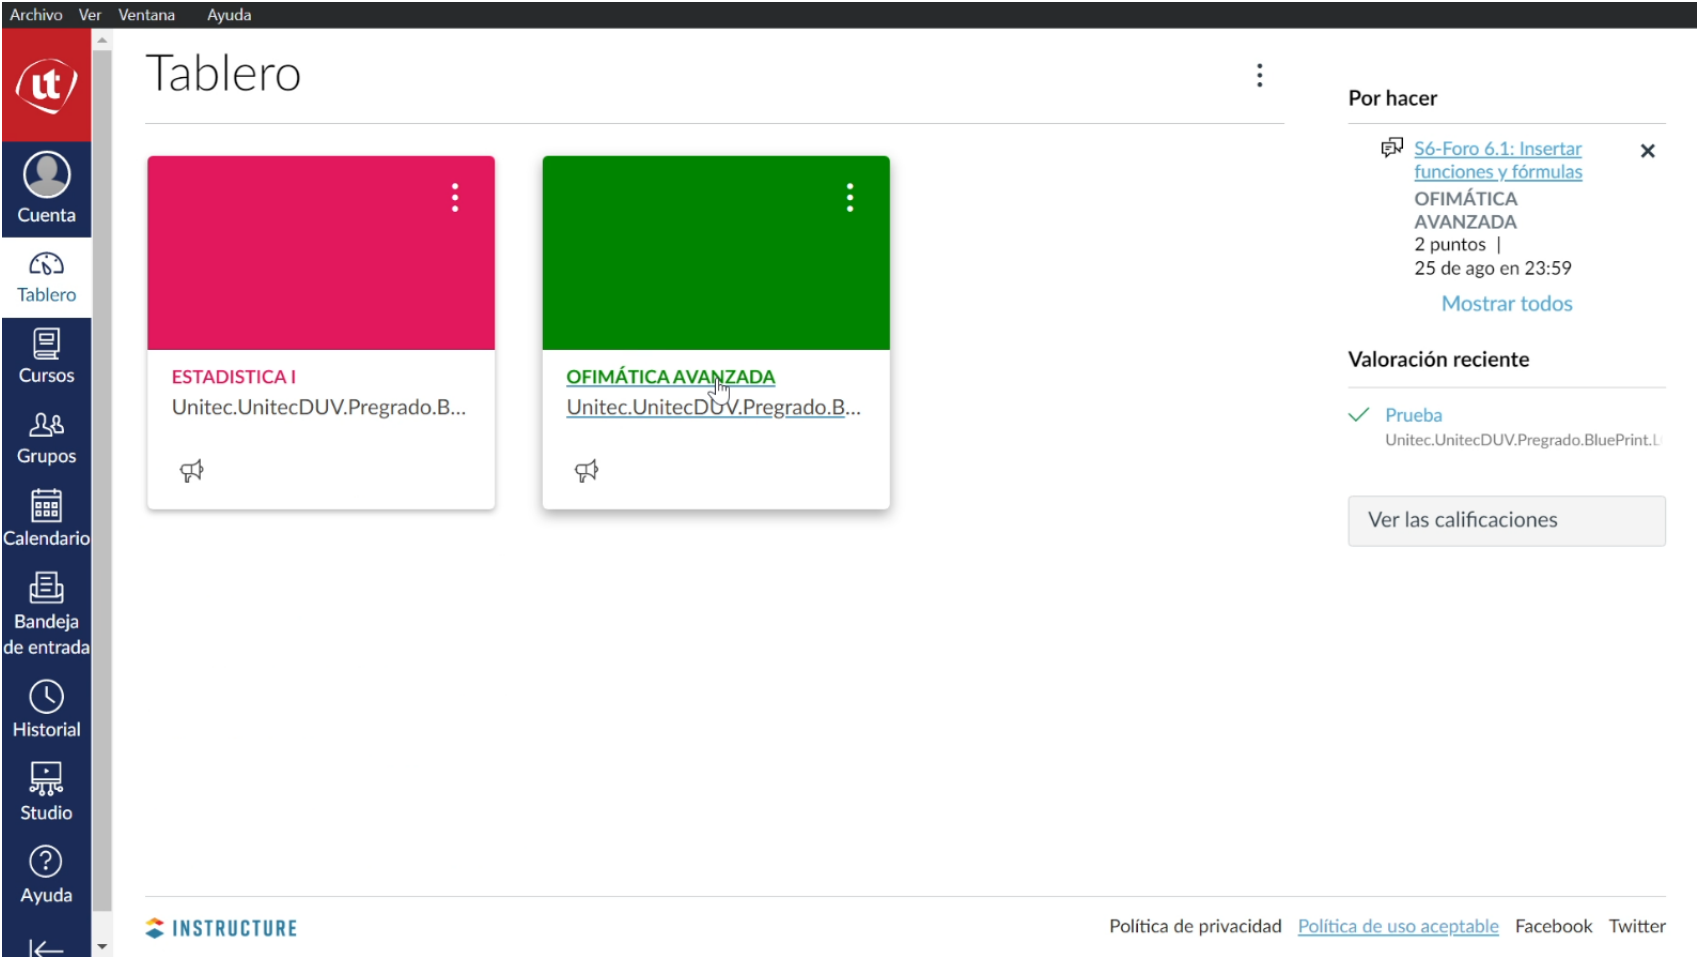 Archivo Ver Ventana Ayuda
ut
Cuenta
Tablero
Cursos
Grupos
Calendario
Bandeja
de entrada
Historial
Studio
Ayuda
Tablero
ESTADISTICA I
Unitec.UnitecDUV.Pregrado.B...
OFIMÁTICA AVANZADA
Unitec.UnitecDUV.Pregrado.B...
Por hacer
S6-Foro 6.1: Insertar
funciones y fórmulas
OFIMÁTICA
AVANZADA
2 puntos |
25 de ago en 23:59
Mostrar todos
Valoración reciente
Prueba
Unitec.UnitecDUV.Pregrado.BluePrint.L
Ver las calificaciones
INSTRUCTURE
Política de privacidad Política de uso aceptable Facebook Twitter